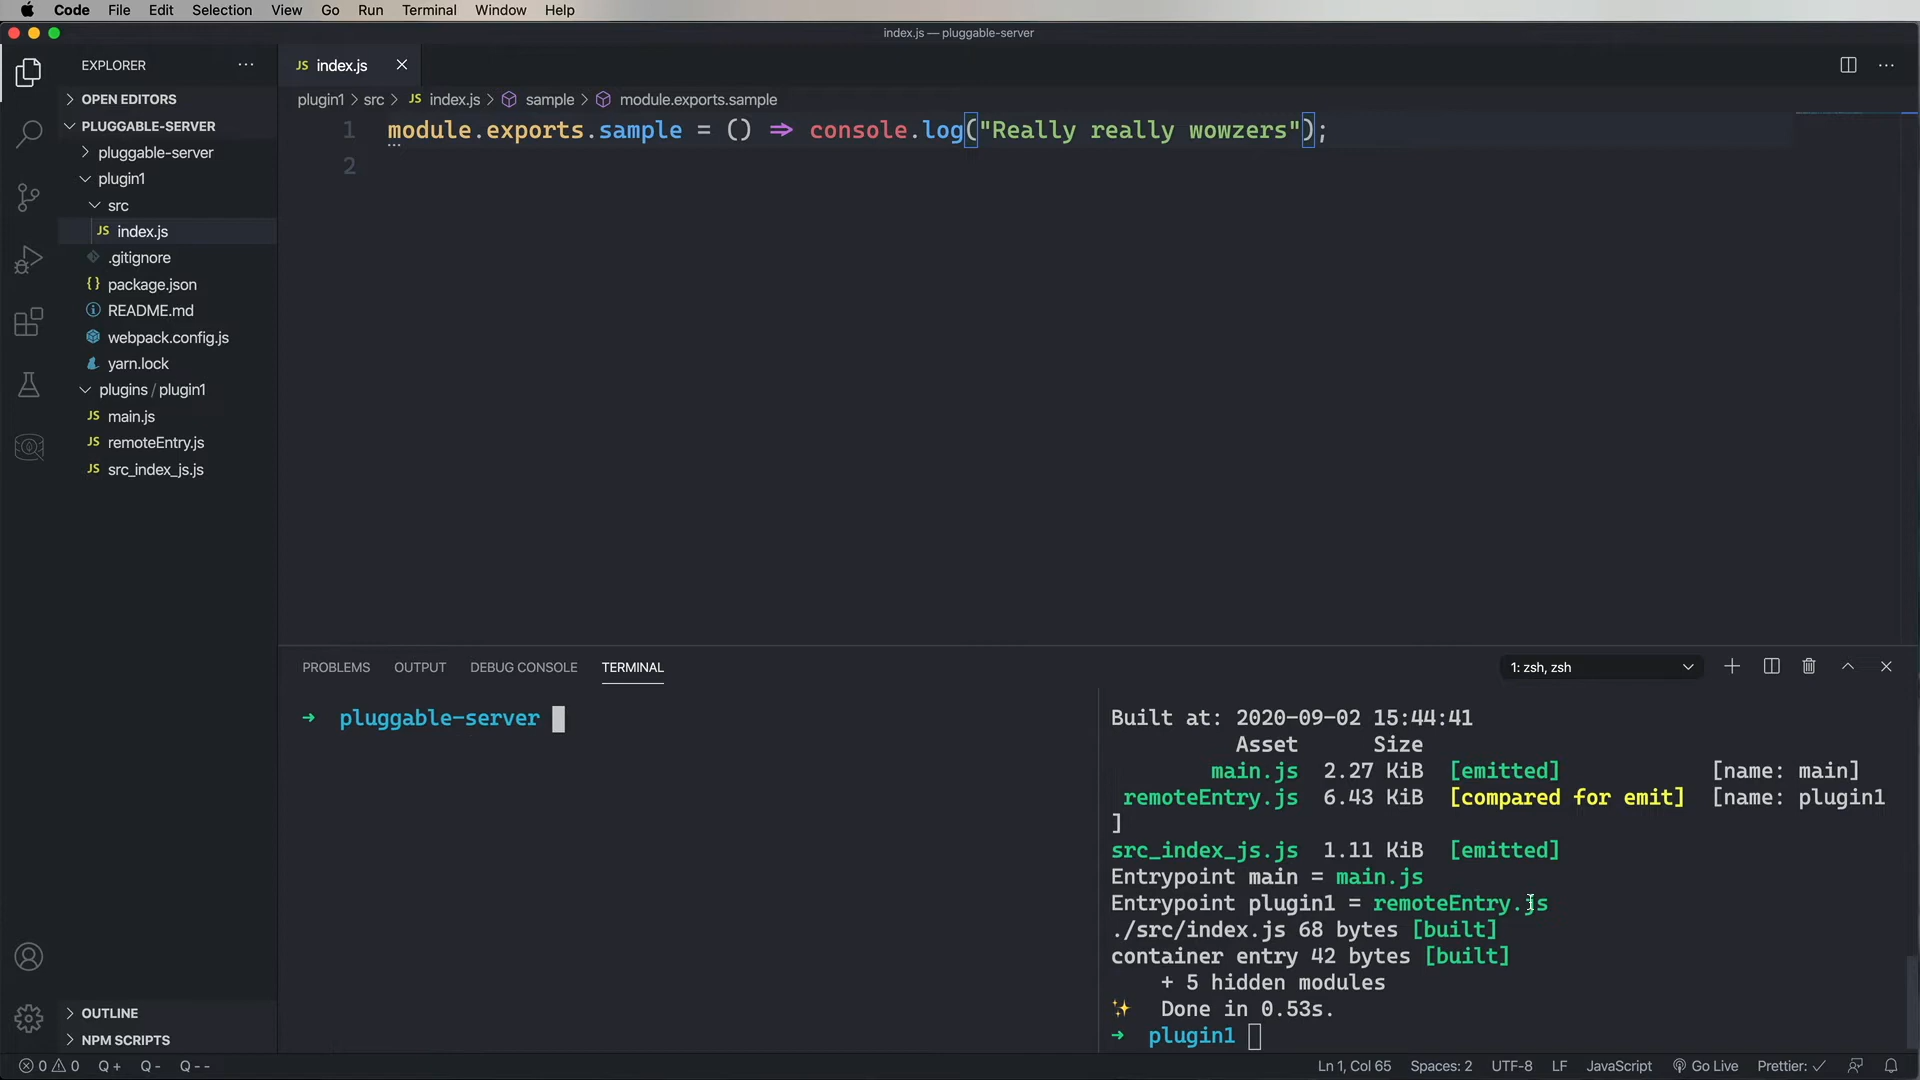 Code File Edit Selection View Go Run Terminal Window Help
index.js — pluggable-server
EXPLORER ···
JS index.js
OPEN EDITORS
PLUGGABLE-SERVER
pluggable-server
plugin1
src
JS index.js
.gitignore
{} package.json
README.md
webpack.config.js
yarn.lock
plugins / plugin1
JS main.js
JS remoteEntry.js
JS src_index_js.js
OUTLINE
NPM SCRIPTS
plugin1 > src > JS index.js > sample > module.exports.sample
1 module.exports.sample = () => console.log("Really really wowzers");
2
PROBLEMS OUTPUT DEBUG CONSOLE TERMINAL
1: zsh, zsh
→ pluggable-server
Built at: 2020-09-02 15:44:41
Asset Size
main.js 2.27 KiB [emitted] [name: main]
remoteEntry.js 6.43 KiB [compared for emit] [name: plugin1
]
src_index_js.js 1.11 KiB [emitted]
Entrypoint main = main.js
Entrypoint plugin1 = remoteEntry.js
./src/index.js 68 bytes [built]
container entry 42 bytes [built]
+ 5 hidden modules
✨ Done in 0.53s.
→ plugin1
0 0 Q+ Q- Q-- Ln 1, Col 65 Spaces: 2 UTF-8 LF JavaScript Go Live Prettier: ✓